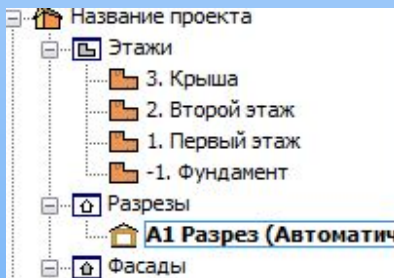 Название проекта
Этажи
3. Крыша
2. Второй этаж
1. Первый этаж
-1. Фундамент
Разрезы
A1 Разрез (Автоматич
Фасады